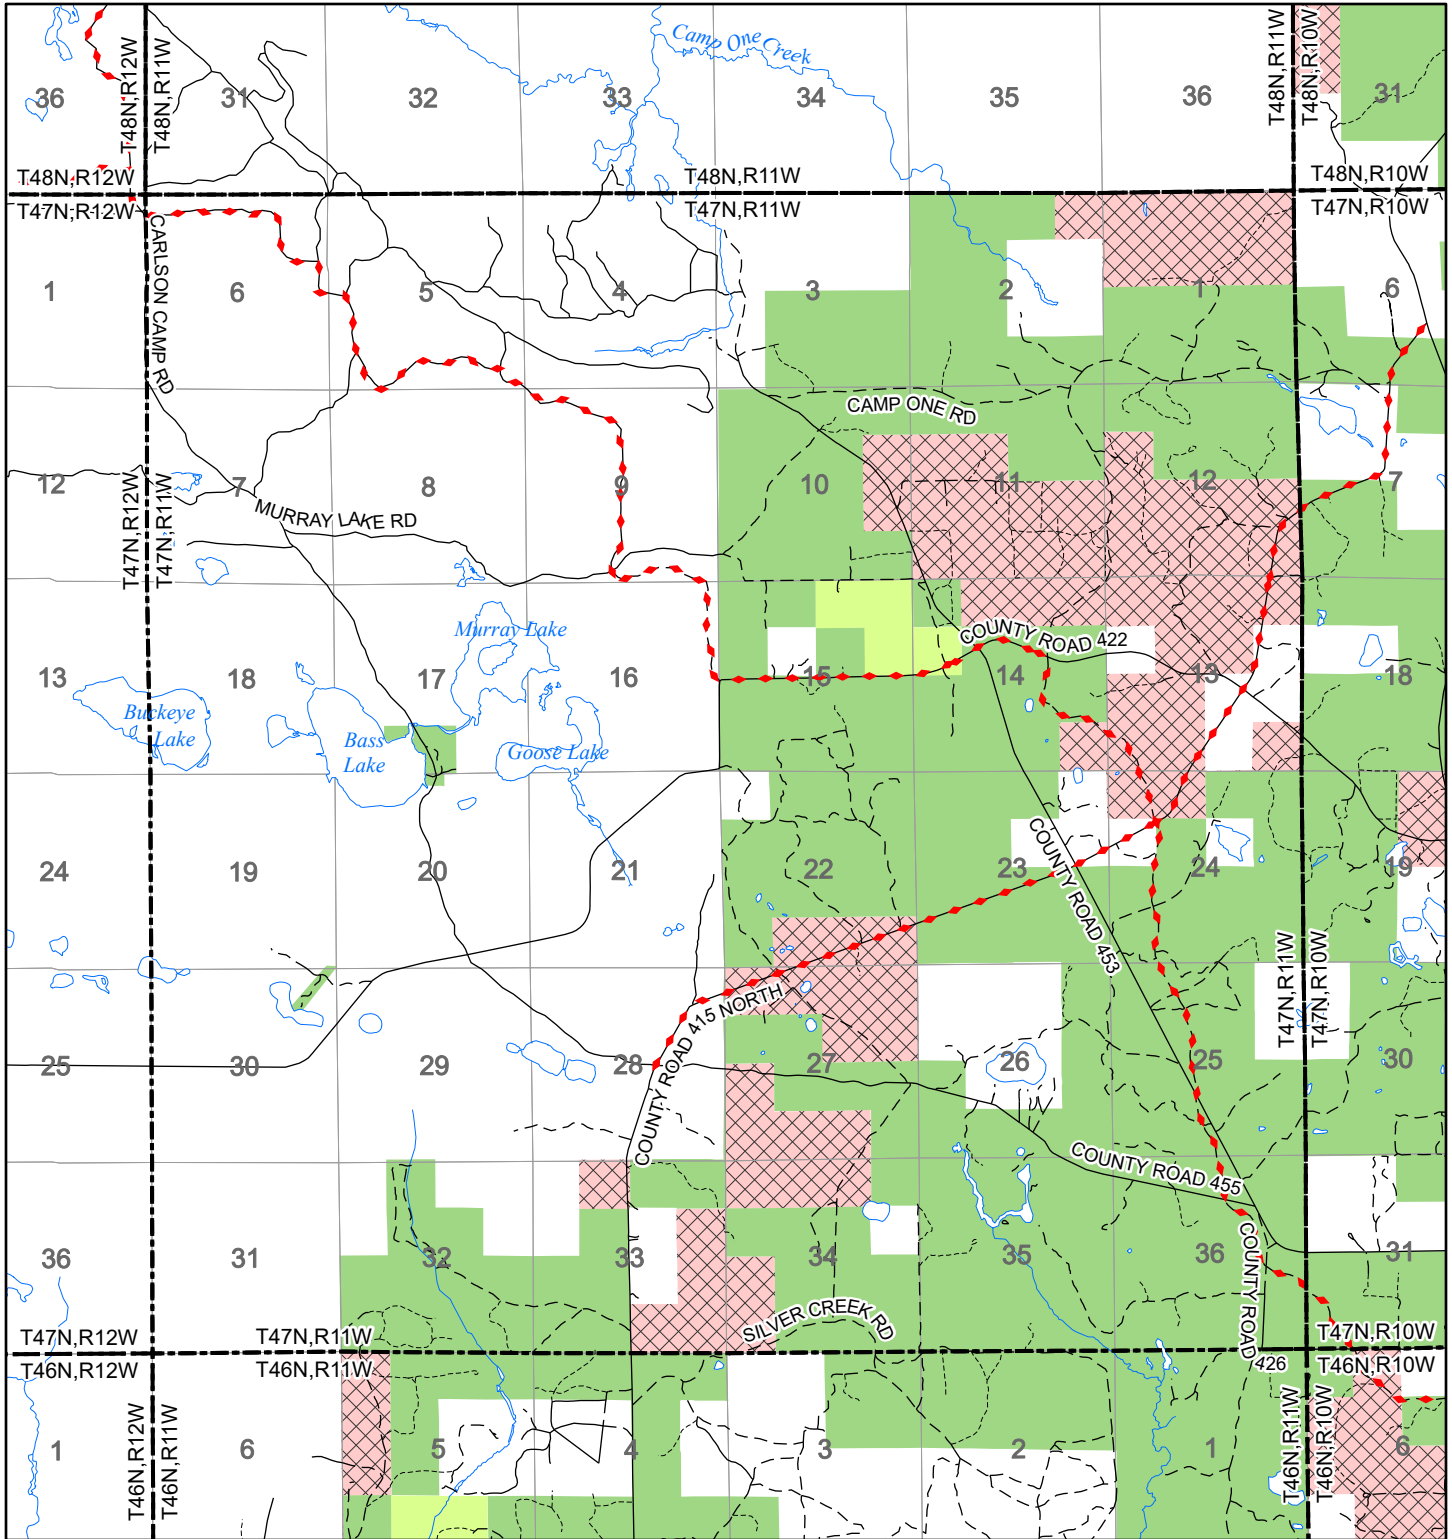 Camp One Creek
T48N,R12W
T48N,R11W
T48N,R11W
T48N,R10W
36
31
32
33
34
35
36
31
T48N,R12W
T48N,R11W
T48N,R10W
T47N,R12W
T47N,R11W
T47N,R10W
CARLSON CAMP RD
1
6
5
4
3
2
1
6
CAMP ONE RD
12
7
8
9
10
11
12
7
MURRAY LAKE RD
T47N,R12W
T47N,R11W
Murray Lake
COUNTY ROAD 422
13
18
17
16
15
14
13
18
Buckeye
Lake
Bass
Lake
Goose Lake
24
19
20
21
22
23
24
19
COUNTY ROAD 453
T47N,R11W
T47N,R10W
COUNTY ROAD 415 NORTH
25
30
29
28
27
26
25
30
COUNTY ROAD 455
36
31
32
33
34
35
36
31
COUNTY ROAD 426
SILVER CREEK RD
T47N,R12W
T47N,R11W
T47N,R10W
T46N,R12W
T46N,R11W
T46N,R10W
T46N,R12W
T46N,R11W
T46N,R11W
T46N,R10W
1
6
5
4
3
2
1
6